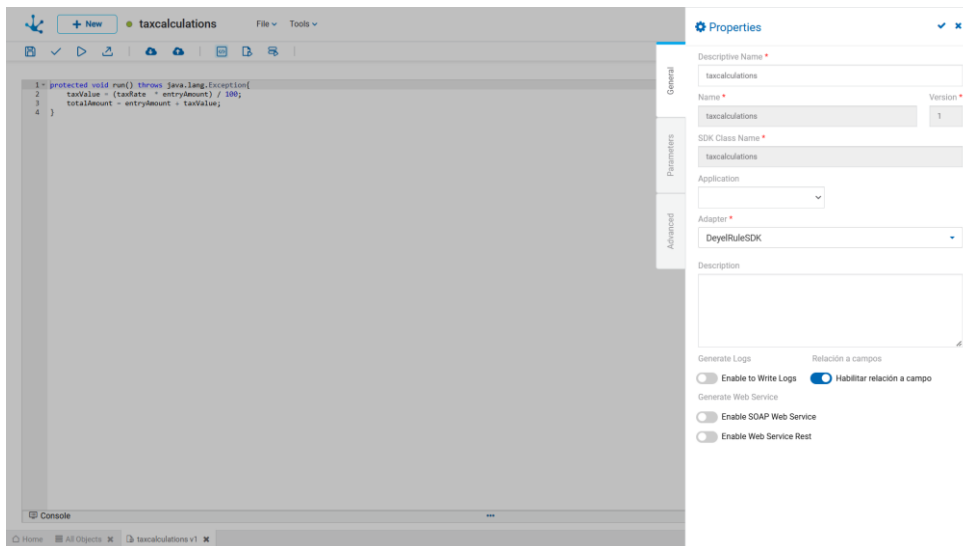 + New
taxcalculations
File
Tools
1 protected void run() throws java.lang.Exception{
2 taxValue = (taxRate * entryAmount) / 100;
3 totalAmount = entryAmount + taxValue;
4 }
Console
Home
All Objects
taxcalculations v1
General
Parameters
Advanced
Properties
Descriptive Name *
taxcalculations
Name * Version *
taxcalculations 1
SDK Class Name *
taxcalculations
Application
Adapter *
DeyelRuleSDK
Description
Generate Logs Relación a campos
Enable to Write Logs Habilitar relación a campo
Generate Web Service
Enable SOAP Web Service
Enable Web Service Rest